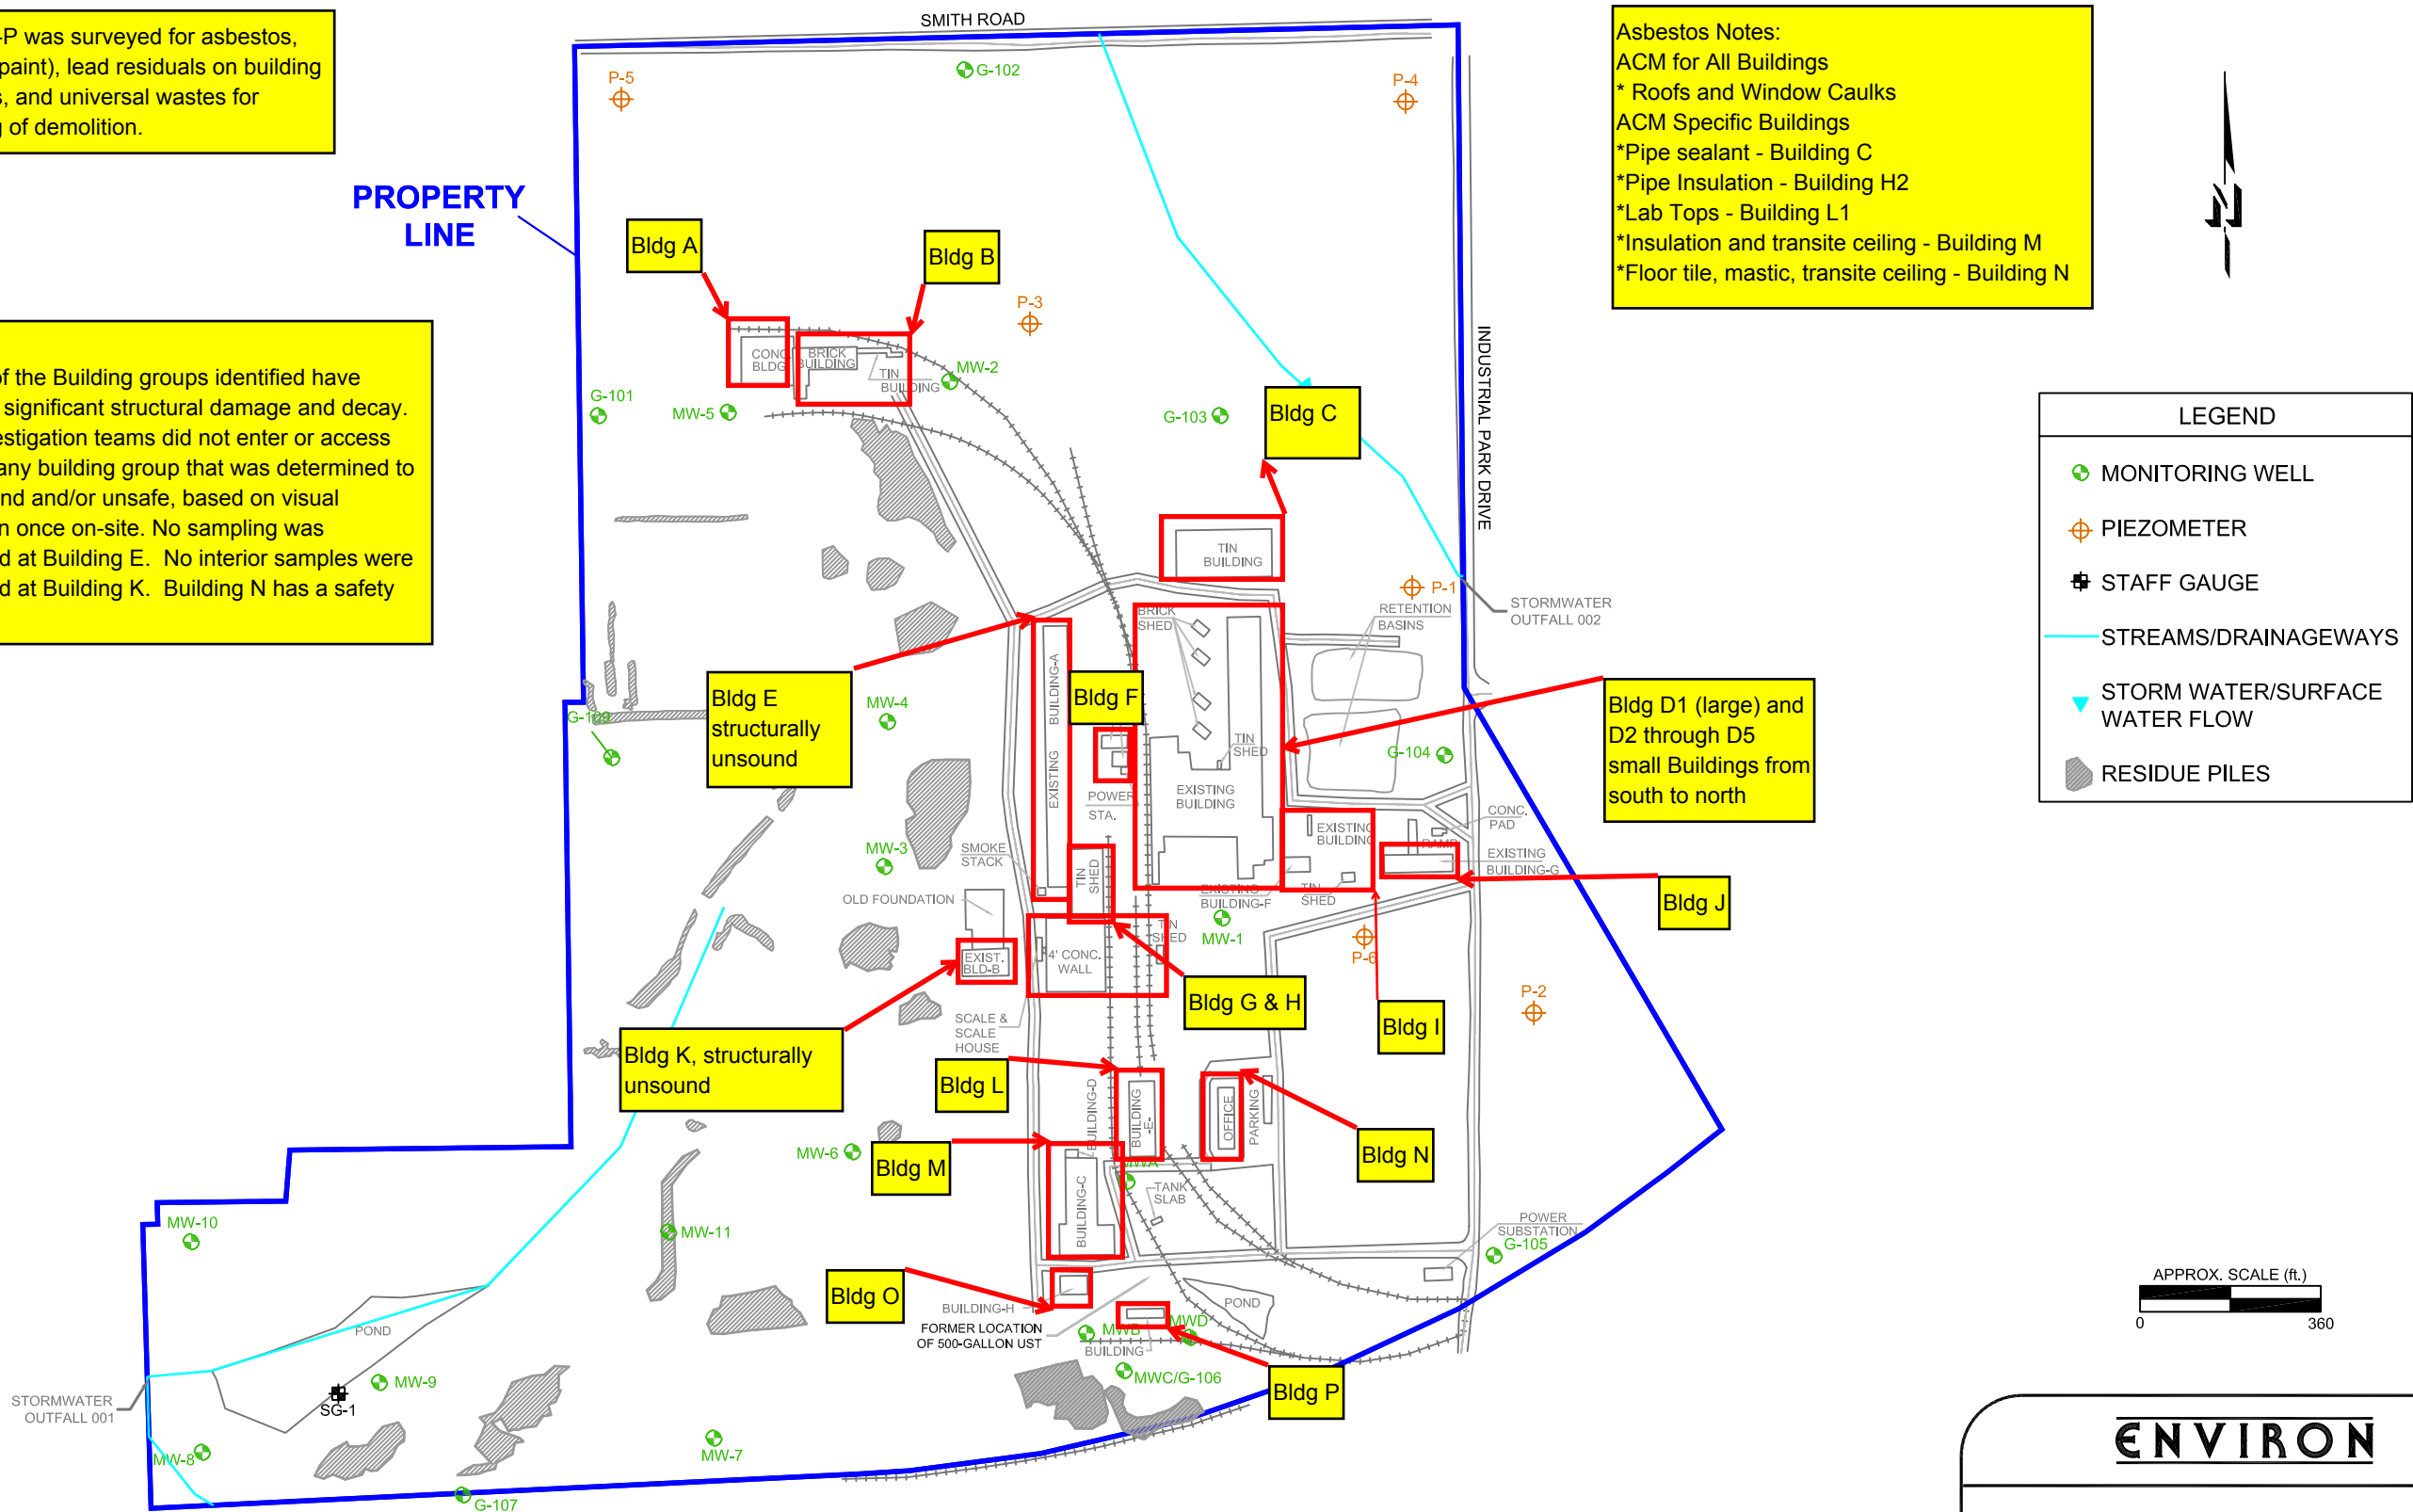 -P was surveyed for asbestos,
paint), lead residuals on building
s, and universal wastes for
g of demolition.
SMITH ROAD
Asbestos Notes:
ACM for All Buildings
* Roofs and Window Caulks
ACM Specific Buildings
*Pipe sealant - Building C
*Pipe Insulation - Building H2
*Lab Tops - Building L1
*Insulation and transite ceiling - Building M
*Floor tile, mastic, transite ceiling - Building N
N
P-5
G-102
P-4
PROPERTY
LINE
Bldg A
Bldg B
P-3
CONC.
BLDG
BRICK
BUILDING
TIN
BUILDING
MW-2
G-101
MW-5
G-103
Bldg C
INDUSTRIAL PARK DRIVE
of the Building groups identified have
significant structural damage and decay.
estigation teams did not enter or access
any building group that was determined to
nd and/or unsafe, based on visual
n once on-site. No sampling was
d at Building E. No interior samples were
d at Building K. Building N has a safety
LEGEND
MONITORING WELL
PIEZOMETER
STAFF GAUGE
STREAMS/DRAINAGEWAYS
STORM WATER/SURFACE
WATER FLOW
RESIDUE PILES
TIN
BUILDING
P-1
RETENTION
BASINS
STORMWATER
OUTFALL 002
BRICK
SHED
BUILDING-A
EXISTING
Bldg E
structurally
unsound
Bldg F
MW-4
G-109
TIN
SHED
G-104
Bldg D1 (large) and
D2 through D5
small Buildings from
south to north
POWER
STA.
EXISTING
BUILDING
EXISTING
BUILDING
CONC.
PAD
RAMP
EXISTING
BUILDING-G
MW-3
SMOKE
STACK
TIN
SHED
EXISTING
BUILDING-F
TIN
SHED
Bldg J
OLD FOUNDATION
EXIST.
BLD-B
4' CONC.
WALL
TIN
SHED
MW-1
P-6
Bldg G & H
Bldg I
P-2
SCALE &
SCALE
HOUSE
Bldg K, structurally
unsound
Bldg L
BUILDING-D
BUILDING
-E-
OFFICE
PARKING
Bldg N
MW-6
Bldg M
MWA
TANK
SLAB
BUILDING-C
MW-10
MW-11
POWER
SUBSTATION
G-105
Bldg O
BUILDING-H
FORMER LOCATION
OF 500-GALLON UST
POND
MWB
MWD
BUILDING
MWC/G-106
Bldg P
POND
STORMWATER
OUTFALL 001
SG-1
MW-9
MW-8
MW-7
G-107
APPROX. SCALE (ft.)
0
360
ENVIRON